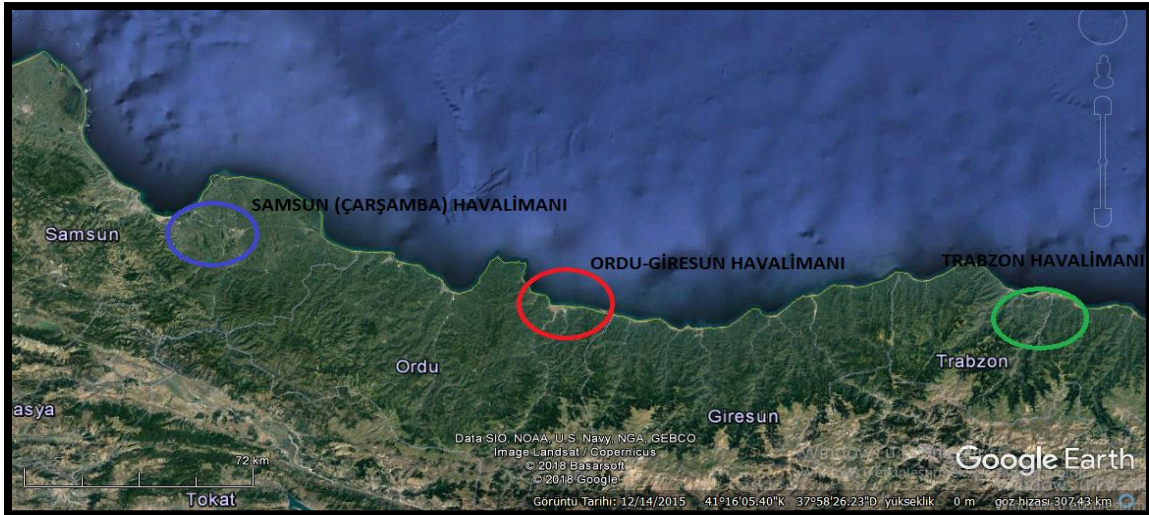 SAMSUN (ÇARŞAMBA) HAVALİMANI
Samsun
ORDU-GİRESUN HAVALİMANI
TRABZON HAVALİMANI
Ordu
Trabzon
asya
Giresun
Data SIO, NOAA, U.S. Navy, NGA, GEBCO
Image Landsat / Copernicus
© 2018 Basarsoft
© 2018 Google
72 km
Google Earth
Tokat
Görüntü Tarihi: 12/14/2015 41°16'05.40"K 37°58'26.23"D yükseklik 0 m göz hizası 307.43 km